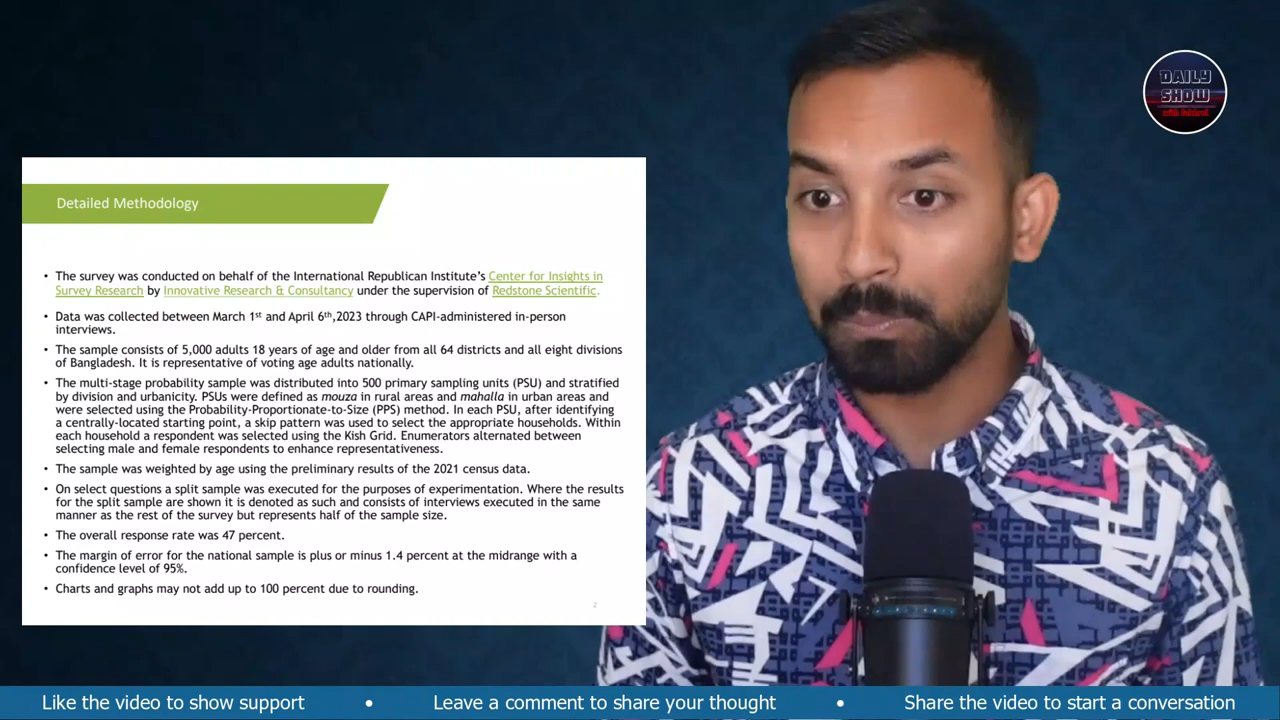 DAILY
SHOW
Detailed Methodology
• The survey was conducted on behalf of the International Republican Institute’s Center for Insights in
Survey Research by Innovative Research & Consultancy under the supervision of Redstone Scientific.
• Data was collected between March 1st and April 6th,2023 through CAPI-administered in-person
interviews.
• The sample consists of 5,000 adults 18 years of age and older from all 64 districts and all eight divisions
of Bangladesh. It is representative of voting age adults nationally.
• The multi-stage probability sample was distributed into 500 primary sampling units (PSU) and stratified
by division and urbanicity. PSUs were defined as mouza in rural areas and mahalla in urban areas and
were selected using the Probability-Proportionate-to-Size (PPS) method. In each PSU, after identifying
a centrally-located starting point, a skip pattern was used to select the appropriate households. Within
each household a respondent was selected using the Kish Grid. Enumerators alternated between
selecting male and female respondents to enhance representativeness.
• The sample was weighted by age using the preliminary results of the 2021 census data.
• On select questions a split sample was executed for the purposes of experimentation. Where the results
for the split sample are shown it is denoted as such and consists of interviews executed in the same
manner as the rest of the survey but represents half of the sample size.
• The overall response rate was 47 percent.
• The margin of error for the national sample is plus or minus 1.4 percent at the midrange with a
confidence level of 95%.
• Charts and graphs may not add up to 100 percent due to rounding.
2
Like the video to show support • Leave a comment to share your thought • Share the video to start a conversation